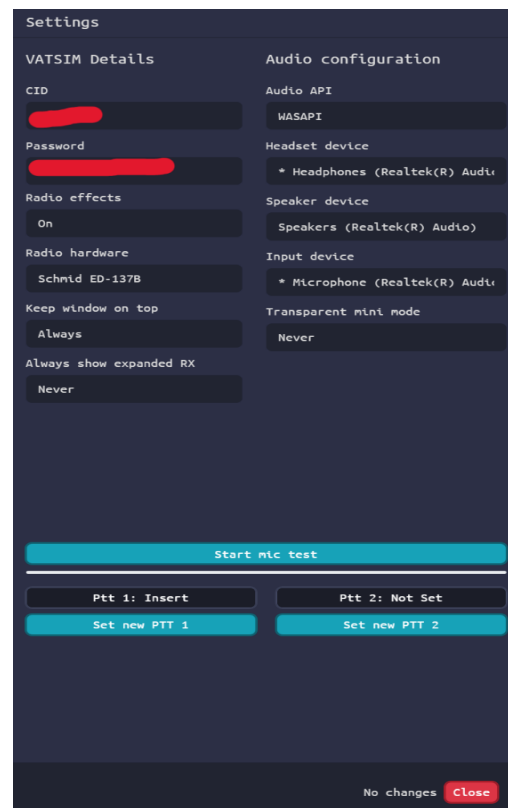 Settings
VATSIM Details
CID
Password
Radio effects
On
Radio hardware
Schmid ED-137B
Keep window on top
Always
Always show expanded RX
Never
Audio configuration
Audio API
WASAPI
Headset device
* Headphones (Realtek(R) Audi
Speaker device
Speakers (Realtek(R) Audio)
Input device
* Microphone (Realtek(R) Audi
Transparent mini mode
Never
Start mic test
Ptt 1: Insert
Ptt 2: Not Set
Set new PTT 1
Set new PTT 2
No changes
Close